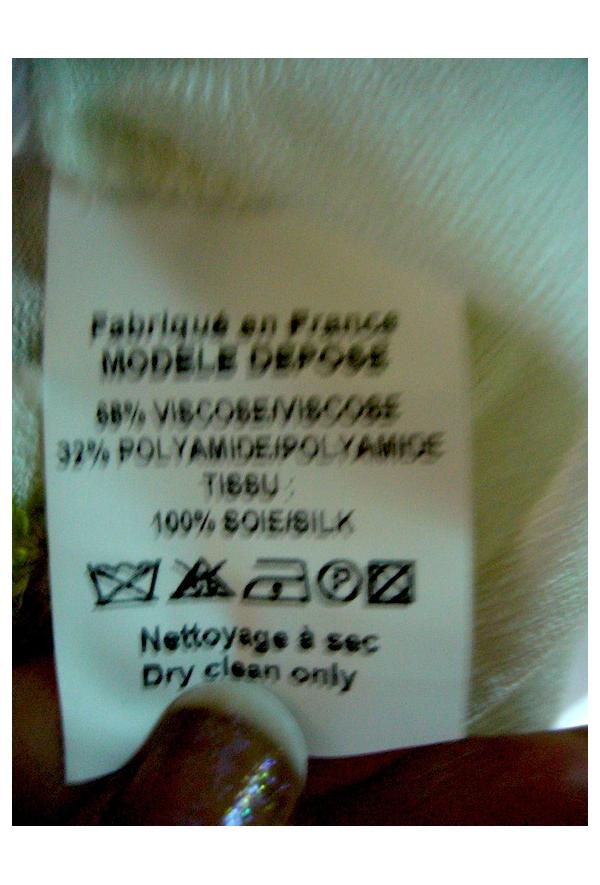 Fabriqué en France
MODÈLE DEPOSE
68% VISCOSE/VISCOSE
32% POLYAMIDE/POLYAMIDE
TISSU :
100% SOIE/SILK
P
Nettoyage à sec
Dry clean only